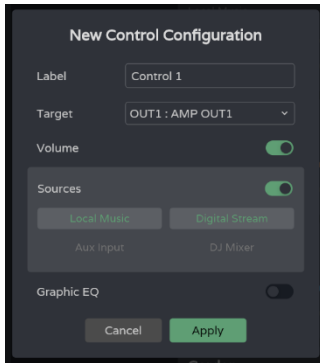 New Control Configuration
Label Control 1
Target OUT1 : AMP OUT1
Volume
Sources
Local Music Digital Stream
Aux Input DJ Mixer
Graphic EQ
Cancel Apply